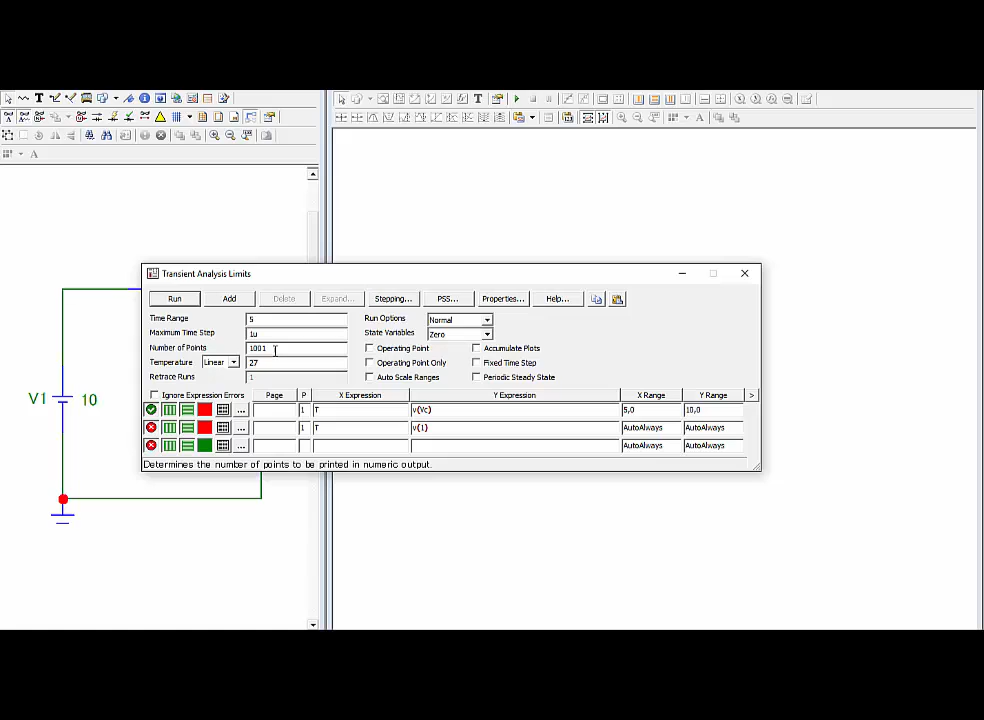 Transient Analysis Limits
Run Add Delete Expand... Stepping... PSS... Properties... Help...
Time Range 5 Run Options Normal
Maximum Time Step 1u State Variables Zero
Number of Points 1001 Operating Point Accumulate Plots
Temperature Linear 27 Operating Point Only Fixed Time Step
Retrace Runs 1 Auto Scale Ranges Periodic Steady State
Ignore Expression Errors Page P X Expression Y Expression X Range Y Range >
... 1 T v(Vc) 5,0 10,0
... 1 T v(1) AutoAlways AutoAlways
... AutoAlways AutoAlways
Determines the number of points to be printed in numeric output.
V1 10